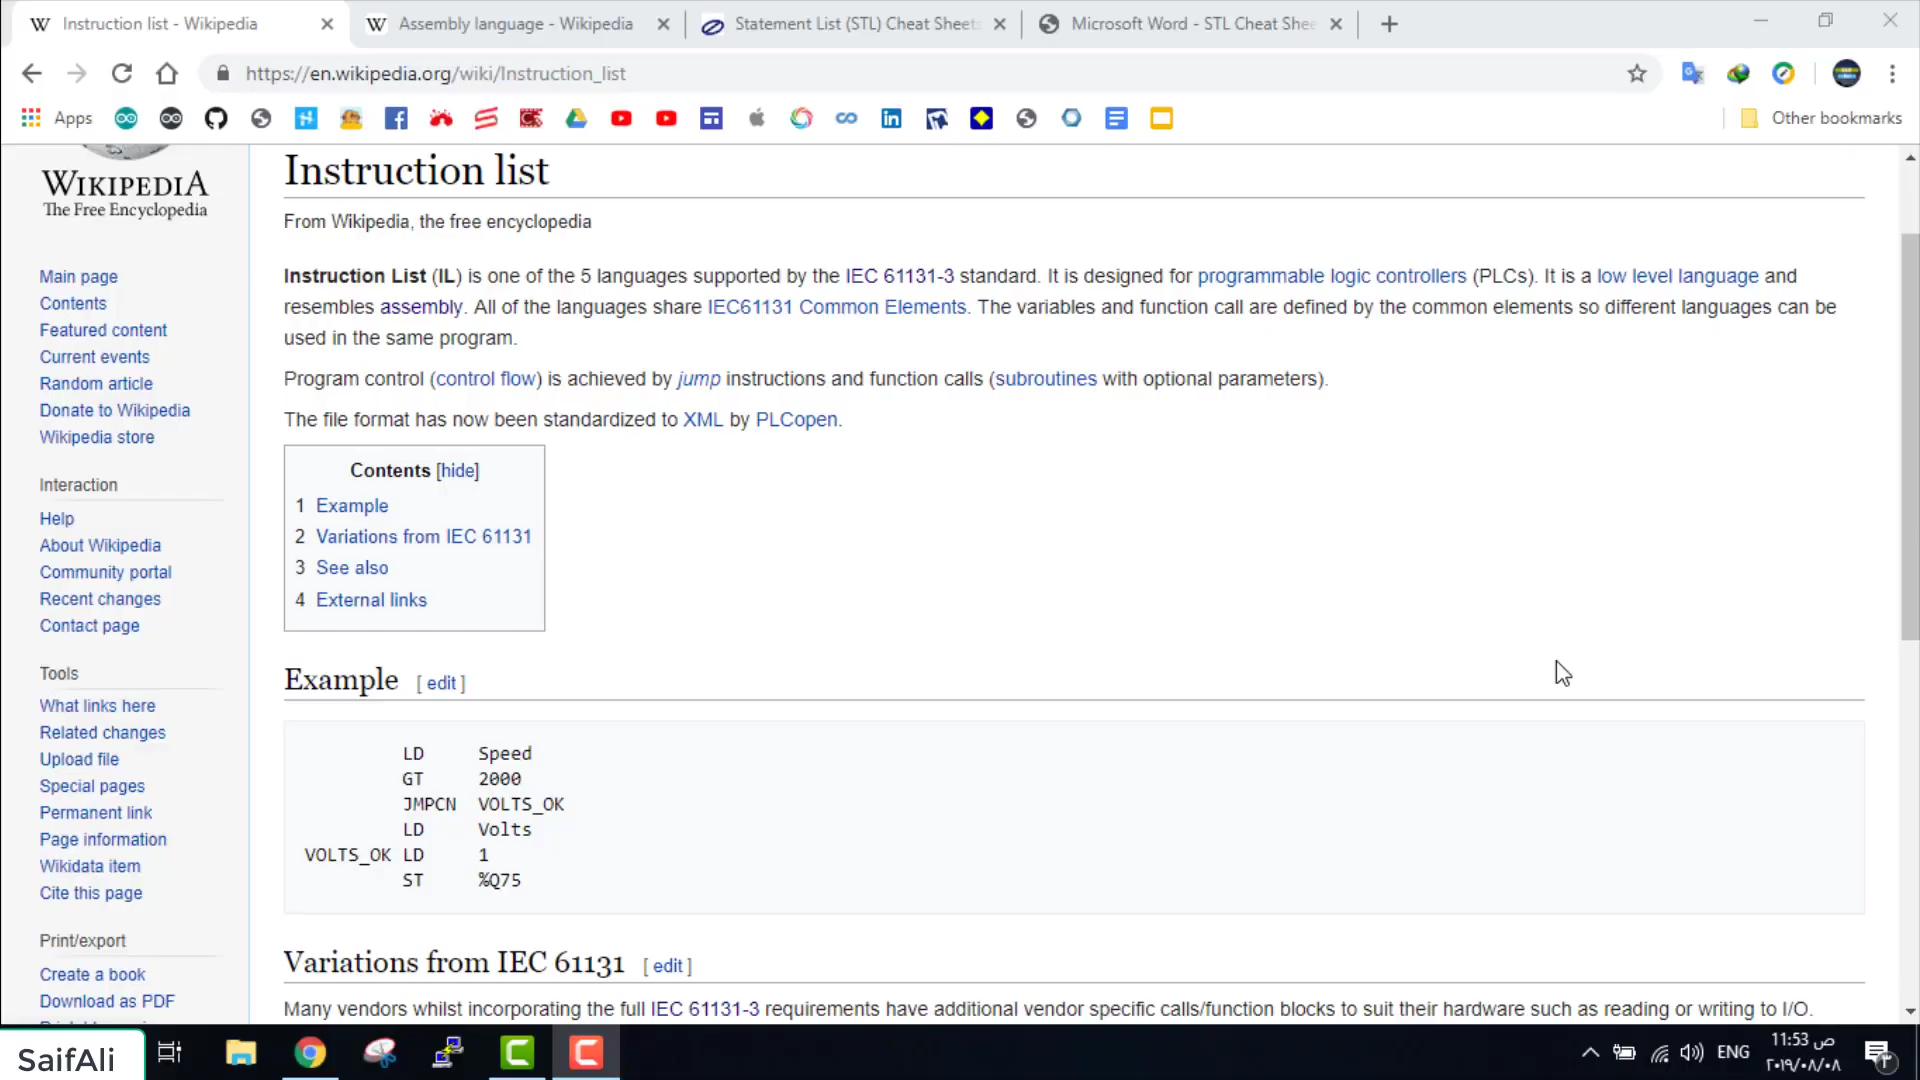 Instruction list - Wikipedia
Assembly language - Wikipedia
Statement List (STL) Cheat Sheets
Microsoft Word - STL Cheat Shee
https://en.wikipedia.org/wiki/Instruction_list
Apps
Other bookmarks
WIKIPEDIA
The Free Encyclopedia
Main page
Contents
Featured content
Current events
Random article
Donate to Wikipedia
Wikipedia store
Interaction
Help
About Wikipedia
Community portal
Recent changes
Contact page
Tools
What links here
Related changes
Upload file
Special pages
Permanent link
Page information
Wikidata item
Cite this page
Print/export
Create a book
Download as PDF
Instruction list
From Wikipedia, the free encyclopedia
Instruction List (IL) is one of the 5 languages supported by the IEC 61131-3 standard. It is designed for programmable logic controllers (PLCs). It is a low level language and
resembles assembly. All of the languages share IEC61131 Common Elements. The variables and function call are defined by the common elements so different languages can be
used in the same program.
Program control (control flow) is achieved by jump instructions and function calls (subroutines with optional parameters).
The file format has now been standardized to XML by PLCopen.
Contents [hide]
1 Example
2 Variations from IEC 61131
3 See also
4 External links
Example [ edit ]
LD Speed
GT 2000
JMPCN VOLTS_OK
LD Volts
VOLTS_OK LD 1
ST %Q75
Variations from IEC 61131 [ edit ]
Many vendors whilst incorporating the full IEC 61131-3 requirements have additional vendor specific calls/function blocks to suit their hardware such as reading or writing to I/O.
SaifAli
ENG
11:53 ص
٢٠١٩/٠٨/٠٨
٣